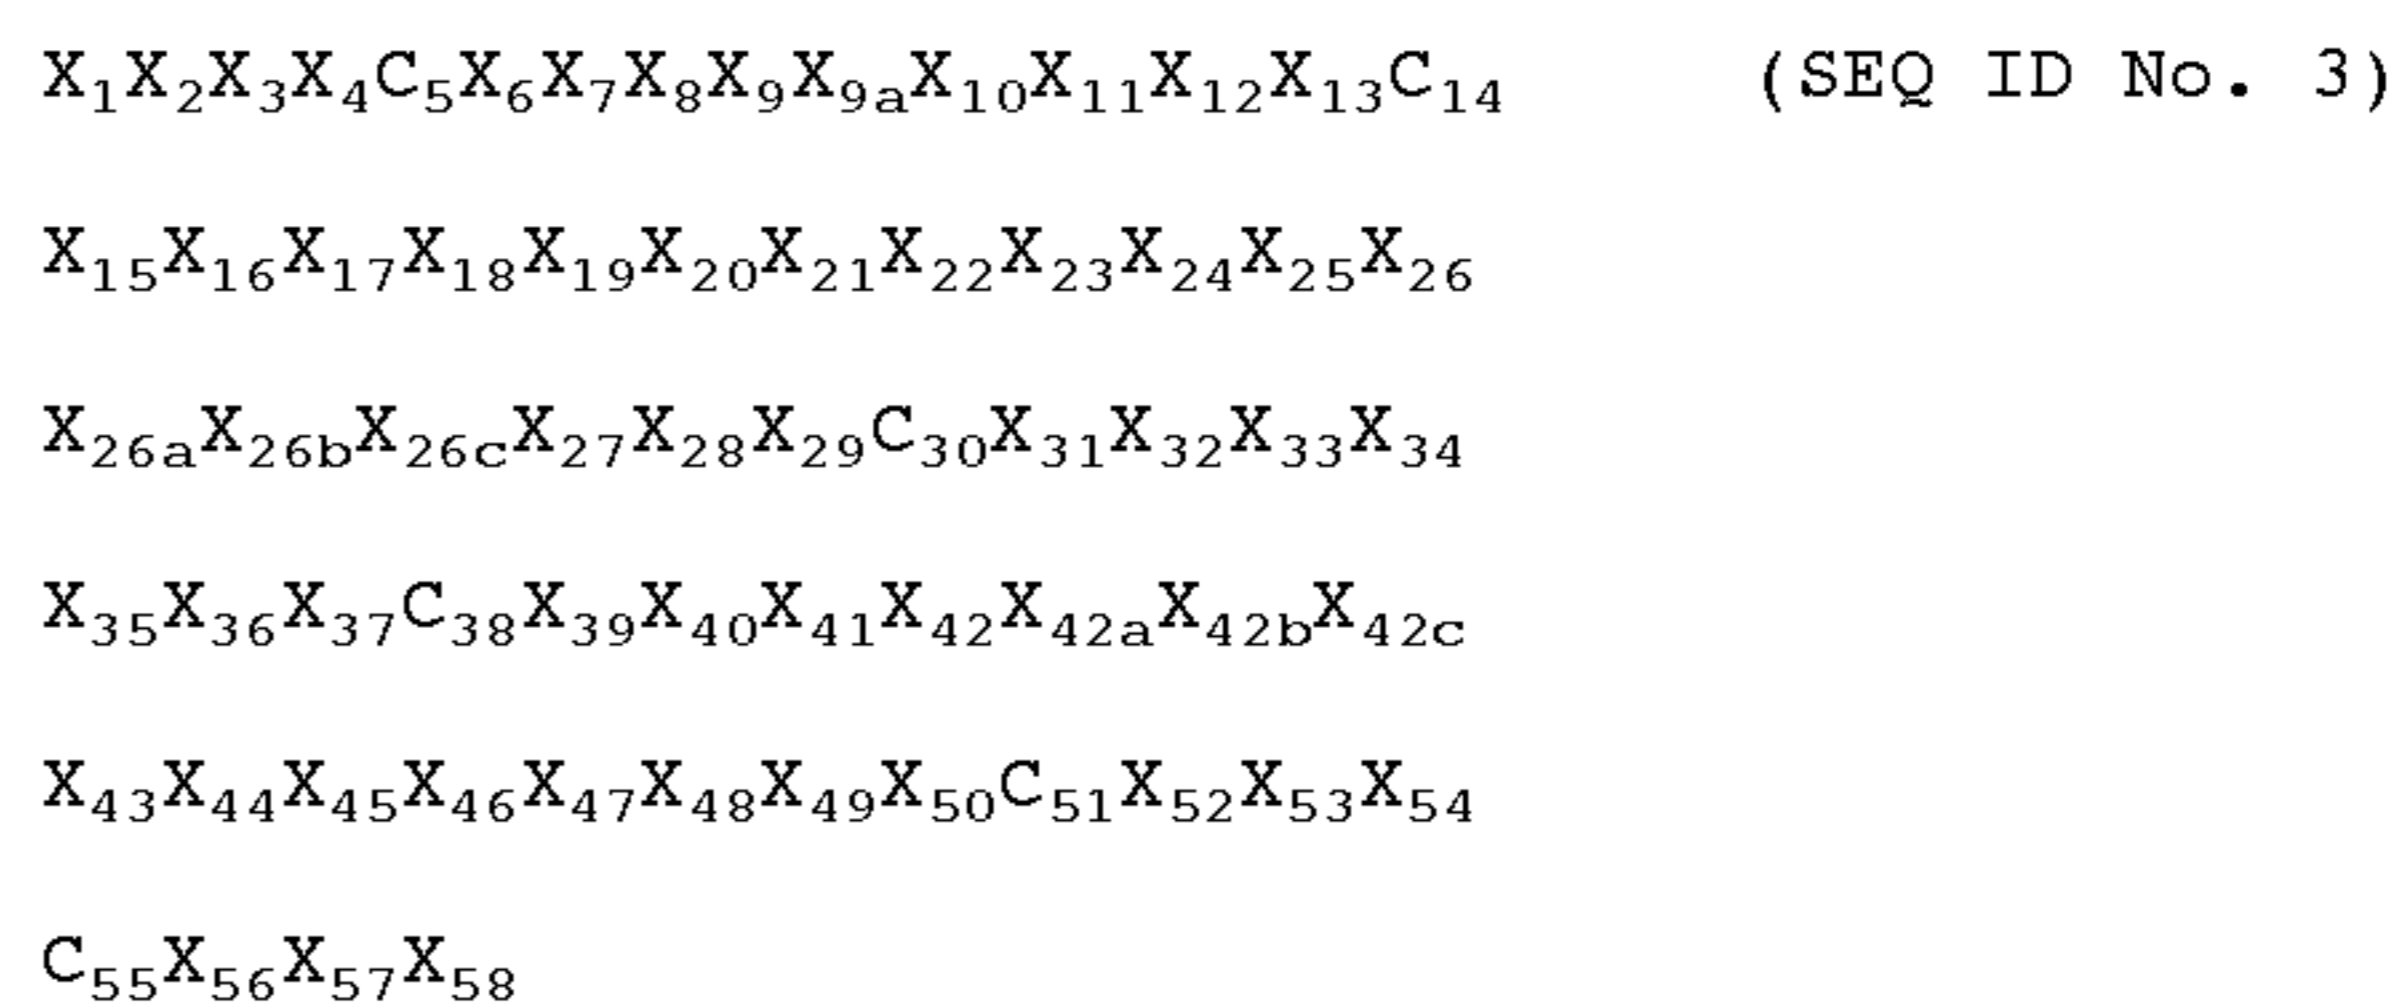 X₁X₂X₃X₄C₅X₆X₇X₈X₉X₉ₐX₁₀X₁₁X₁₂X₁₃C₁₄ (SEQ ID No. 3)
X₁₅X₁₆X₁₇X₁₈X₁₉X₂₀X₂₁X₂₂X₂₃X₂₄X₂₅X₂₆
X₂₆ₐX₂₆bX₂₆cX₂₇X₂₈X₂₉C₃₀X₃₁X₃₂X₃₃X₃₄
X₃₅X₃₆X₃₇C₃₈X₃₉X₄₀X₄₁X₄₂X₄₂ₐX₄₂bX₄₂c
X₄₃X₄₄X₄₅X₄₆X₄₇X₄₈X₄₉X₅₀C₅₁X₅₂X₅₃X₅₄
C₅₅X₅₆X₅₇X₅₈